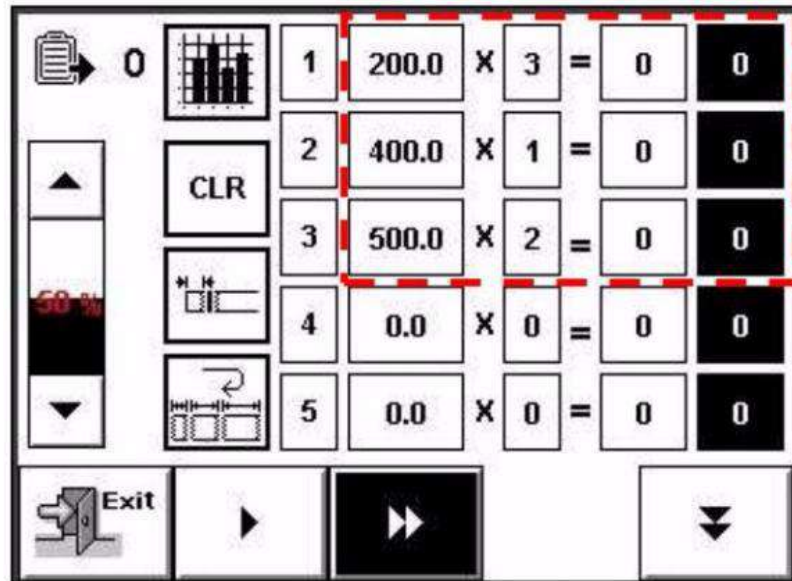 0 1 200.0 X 3 = 0 0
CLR 2 400.0 X 1 = 0 0
3 500.0 X 2 = 0 0
50 %
4 0.0 X 0 = 0 0
5 0.0 X 0 = 0 0
Exit